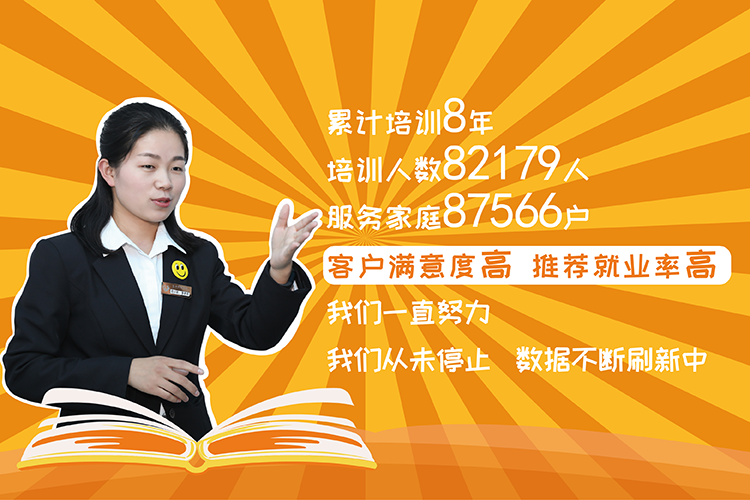 累计培训8年
培训人数82179人
服务家庭87566户
客户满意度高 推荐就业率高
我们一直努力
我们从未停止 数据不断刷新中